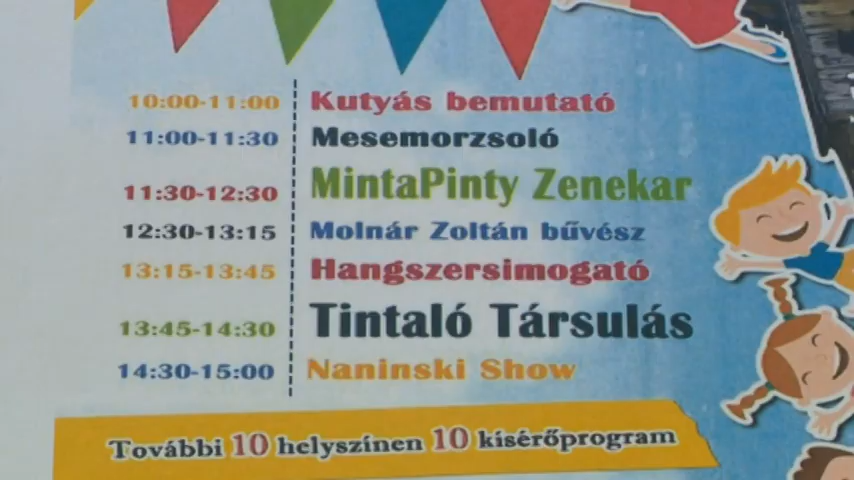 10:00-11:00 Kutyás bemutató
11:00-11:30 Mesemorzsoló
11:30-12:30 MintaPinty Zenekar
12:30-13:15 Molnár Zoltán bűvész
13:15-13:45 Hangszersimogató
13:45-14:30 Tintaló Társulás
14:30-15:00 Naninski Show
További 10 helyszínen 10 kísérőprogram